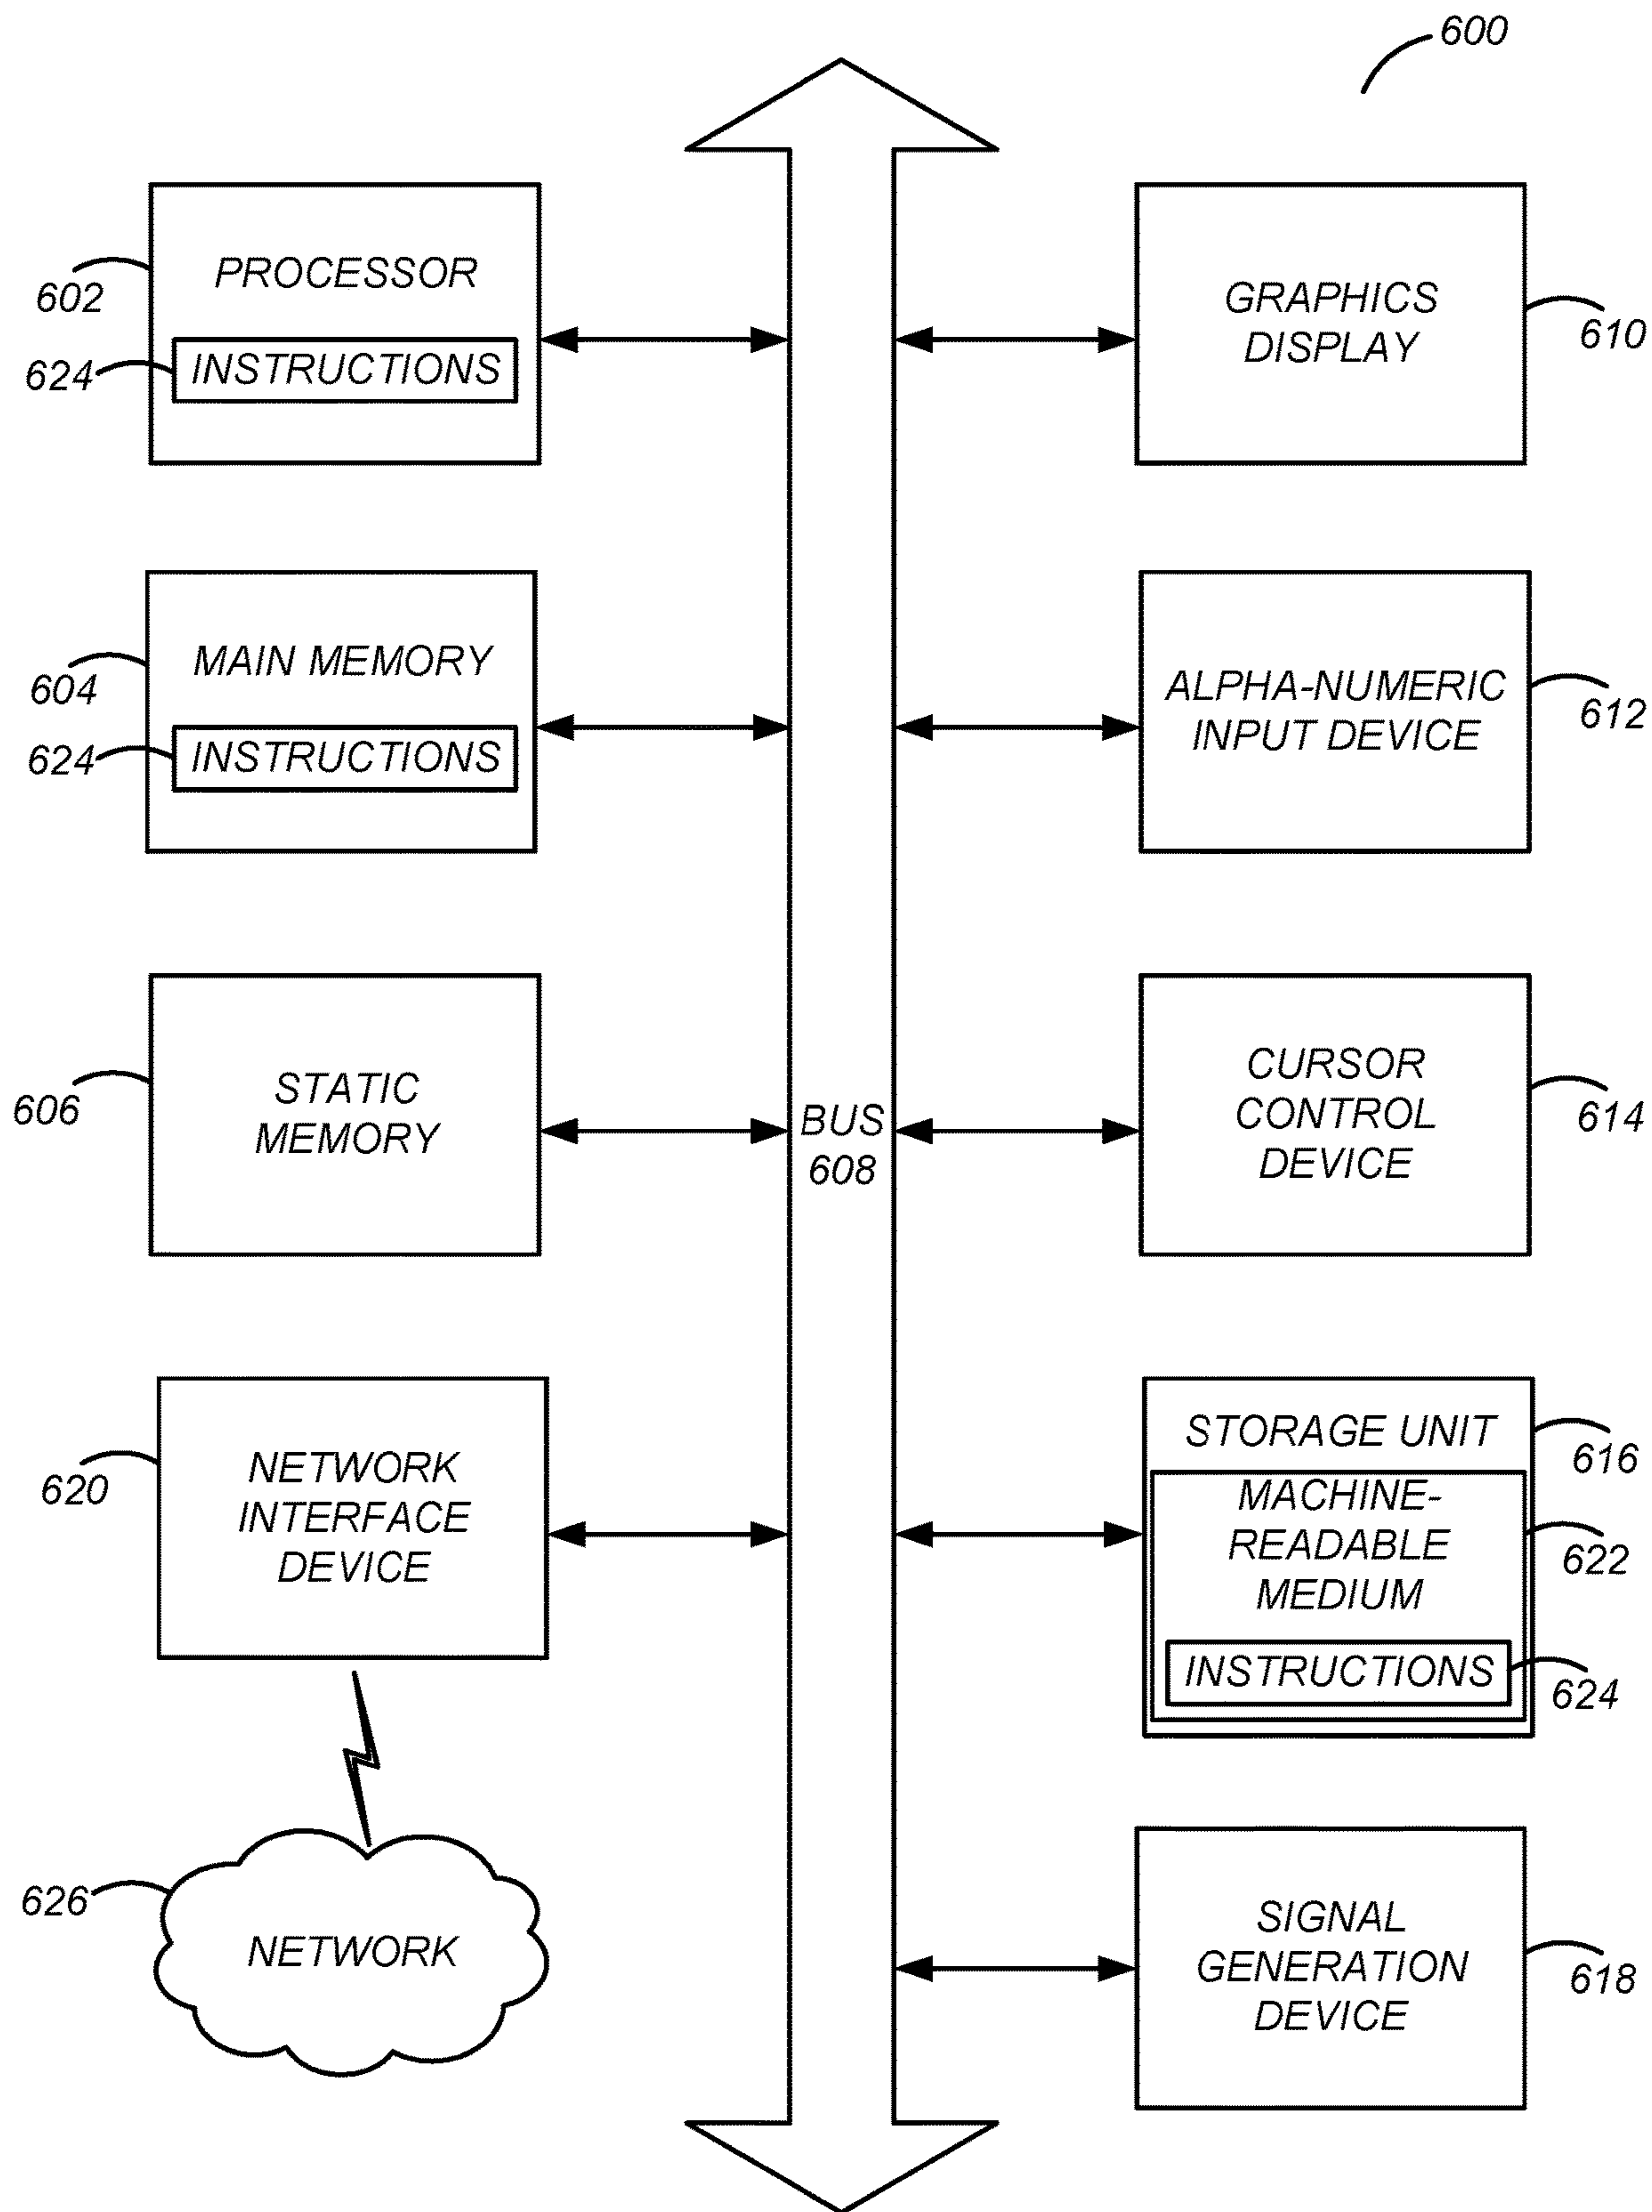 600
PROCESSOR
602
INSTRUCTIONS
624
GRAPHICS
DISPLAY
610
MAIN MEMORY
604
INSTRUCTIONS
624
ALPHA-NUMERIC
INPUT DEVICE
612
STATIC
MEMORY
606
BUS
608
CURSOR
CONTROL
DEVICE
614
NETWORK
INTERFACE
DEVICE
620
STORAGE UNIT
616
MACHINE-
READABLE
MEDIUM
622
INSTRUCTIONS
624
626
NETWORK
SIGNAL
GENERATION
DEVICE
618